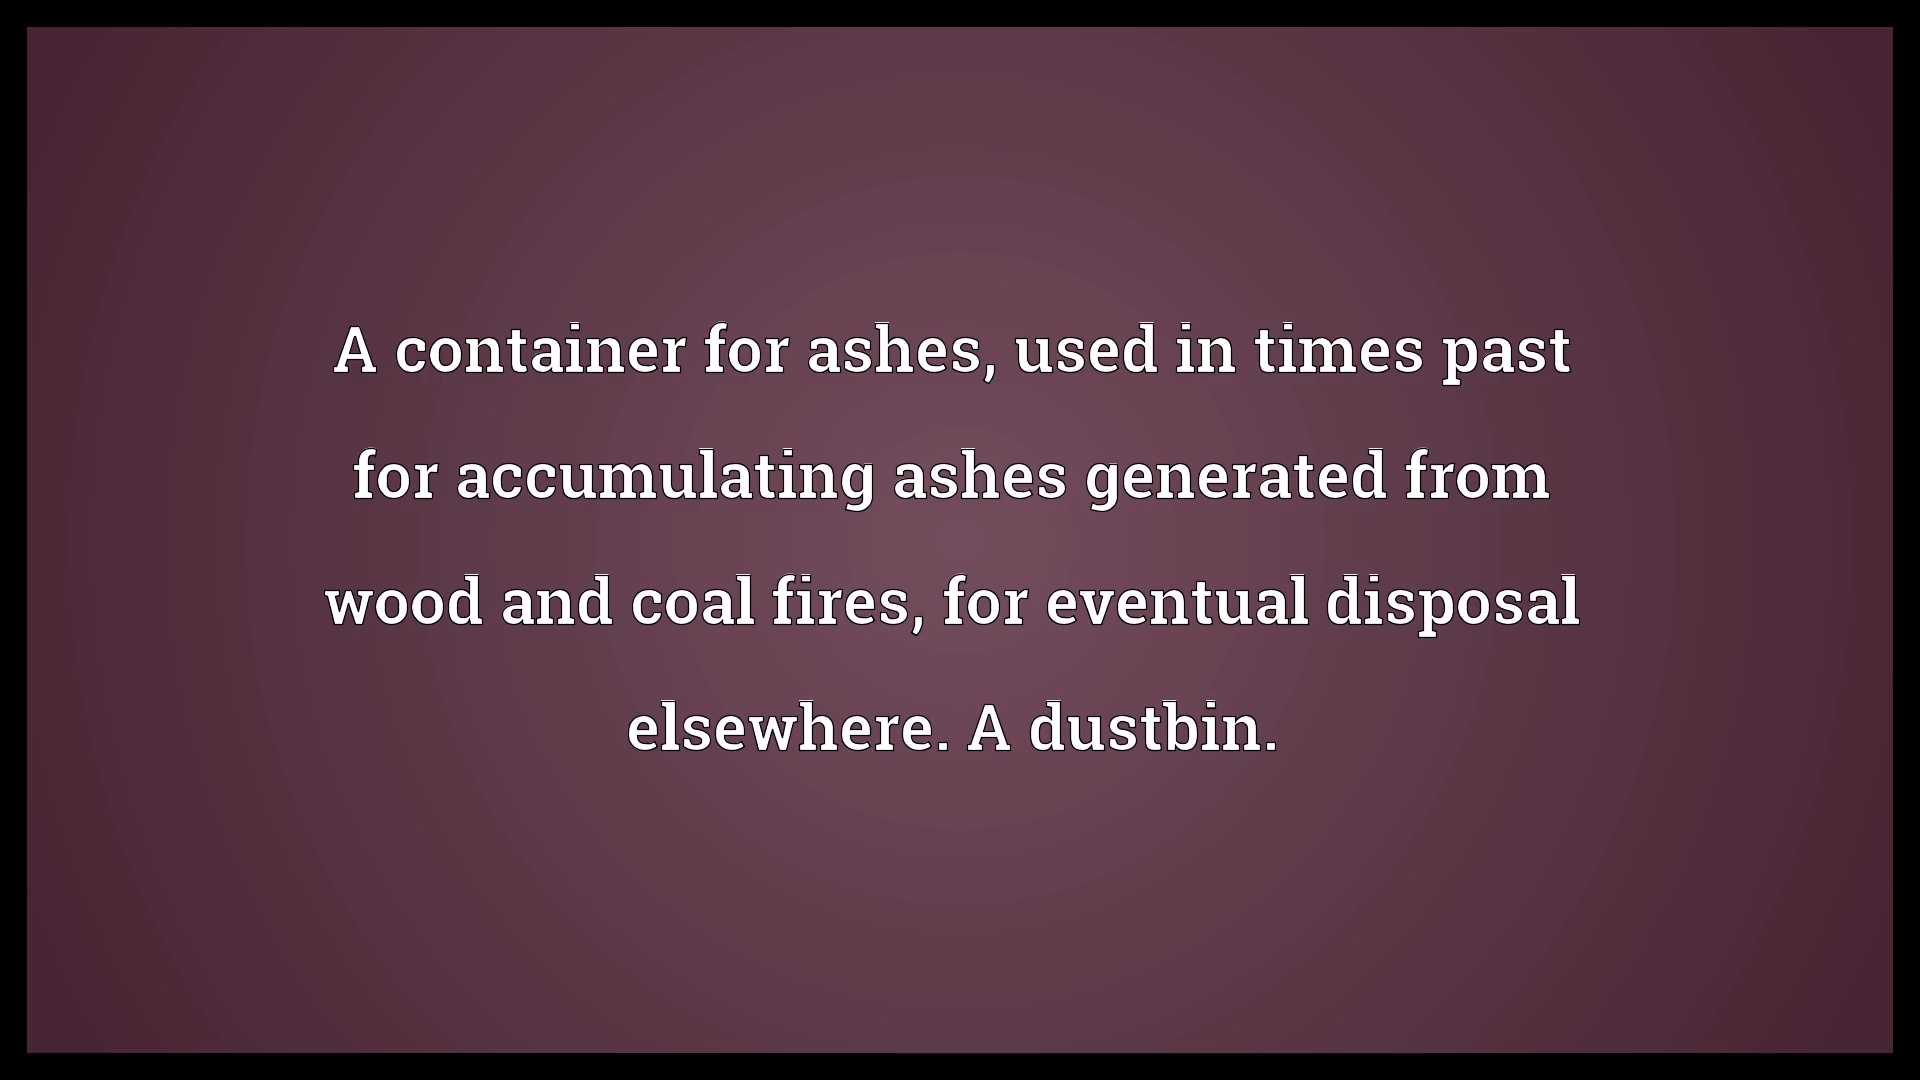 A container for ashes, used in times past
for accumulating ashes generated from
wood and coal fires, for eventual disposal
elsewhere. A dustbin.